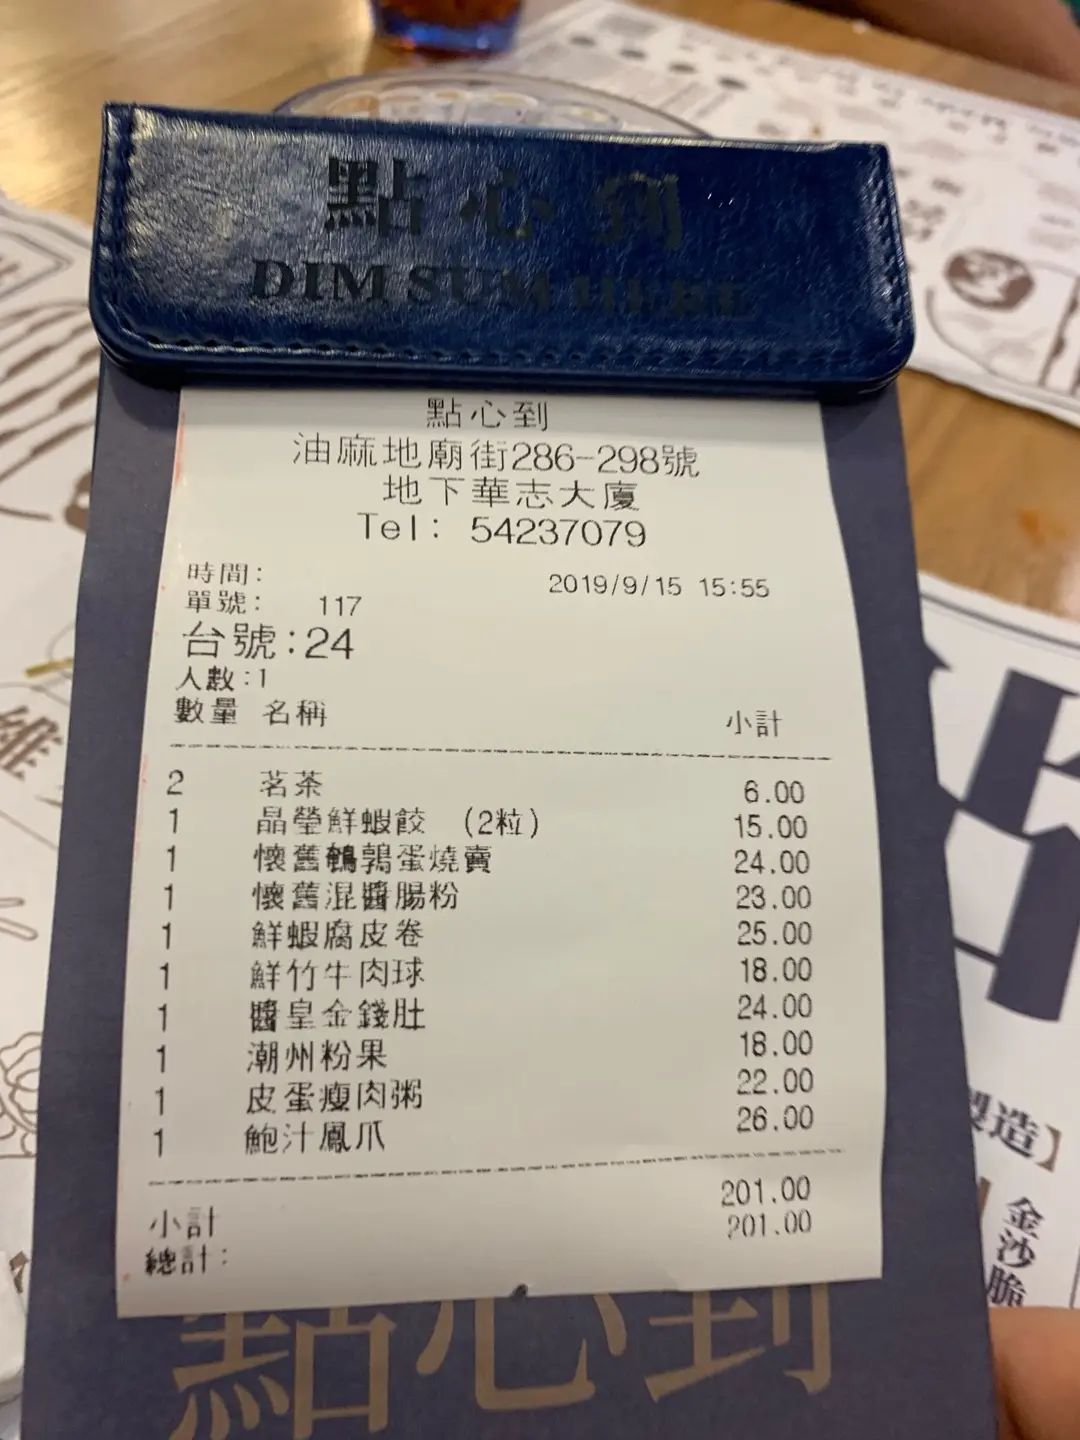 點心到
DIM SUM HERE
點心到
油麻地廟街286-298號
地下華志大廈
Tel: 54237079
時間: 2019/9/15 15:55
單號: 117
台號:24
人數:1
數量 名稱 小計
2 茗茶 6.00
1 晶瑩鮮蝦餃 (2粒) 15.00
1 懷舊鵪鶉蛋燒賣 24.00
1 懷舊混醬腸粉 23.00
1 鮮蝦腐皮卷 25.00
1 鮮竹牛肉球 18.00
1 醬皇金錢肚 24.00
1 潮州粉果 18.00
1 皮蛋瘦肉粥 22.00
1 鮑汁鳳爪 26.00
小計 201.00
總計: 201.00
點心到
維
製造】
金沙脆